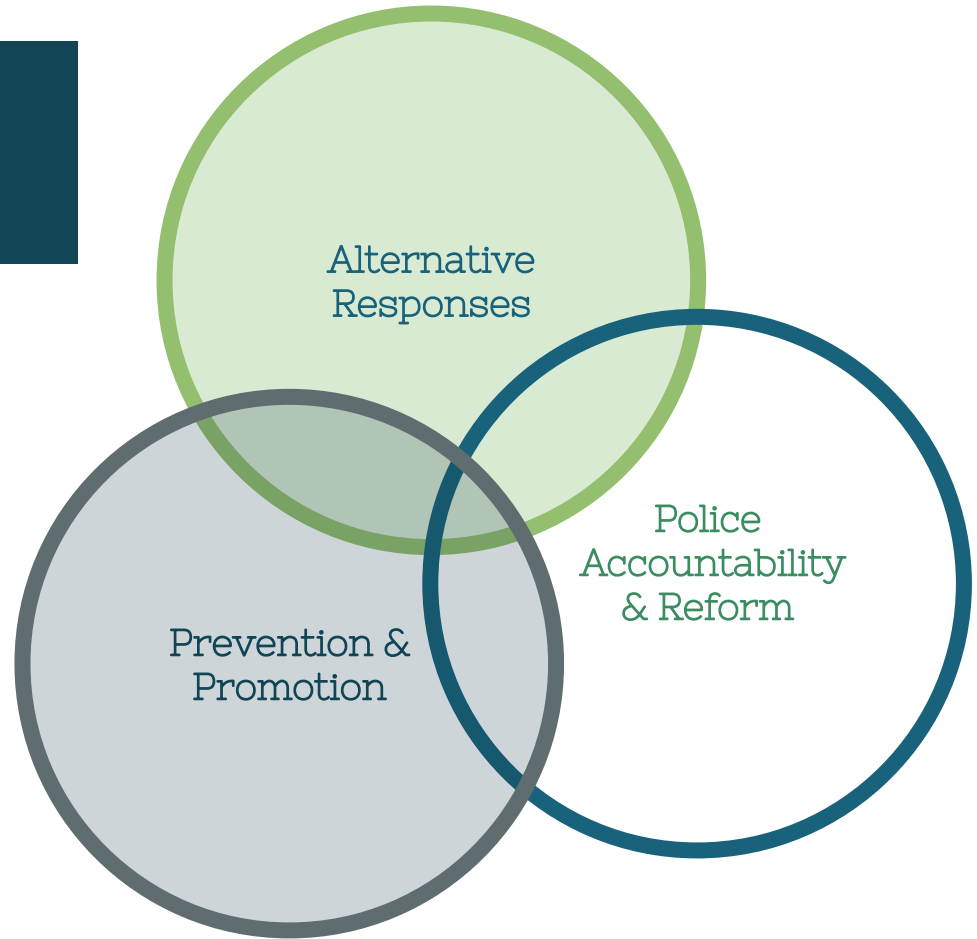 Alternative
Responses
Police
Accountability
& Reform
Prevention &
Promotion